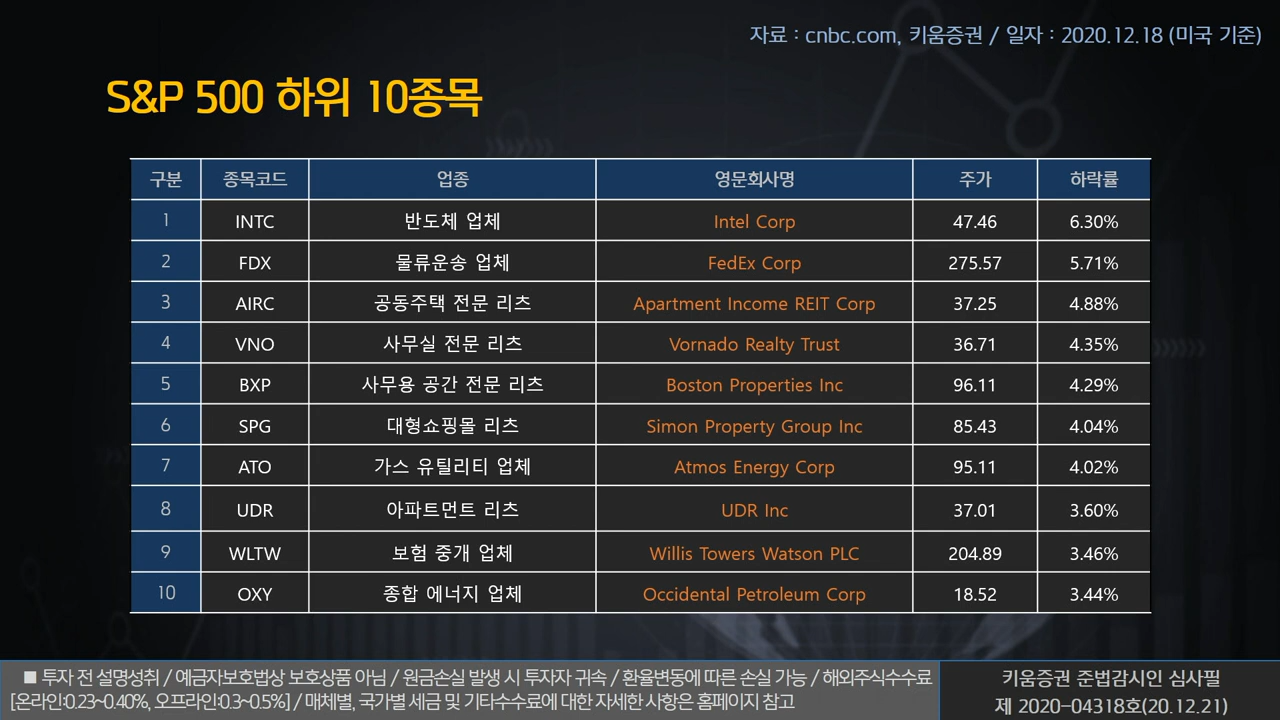 자료 : cnbc.com, 키움증권 / 일자 : 2020.12.18 (미국 기준)
S&P 500 하위 10종목
구분 종목코드 업종 영문회사명 주가 하락률
1 INTC 반도체 업체 Intel Corp 47.46 6.30%
2 FDX 물류운송 업체 FedEx Corp 275.57 5.71%
3 AIRC 공동주택 전문 리츠 Apartment Income REIT Corp 37.25 4.88%
4 VNO 사무실 전문 리츠 Vornado Realty Trust 36.71 4.35%
5 BXP 사무용 공간 전문 리츠 Boston Properties Inc 96.11 4.29%
6 SPG 대형쇼핑몰 리츠 Simon Property Group Inc 85.43 4.04%
7 ATO 가스 유틸리티 업체 Atmos Energy Corp 95.11 4.02%
8 UDR 아파트먼트 리츠 UDR Inc 37.01 3.60%
9 WLTW 보험 중개 업체 Willis Towers Watson PLC 204.89 3.46%
10 OXY 종합 에너지 업체 Occidental Petroleum Corp 18.52 3.44%
■ 투자 전 설명성취 / 예금자보호법상 보호상품 아님 / 원금손실 발생 시 투자자 귀속 / 환율변동에 따른 손실 가능 / 해외주식수수료
[온라인:0.23~0.40%, 오프라인:0.3~0.5%] / 매체별, 국가별 세금 및 기타수수료에 대한 자세한 사항은 홈페이지 참고
키움증권 준법감시인 심사필
제 2020-04318호(20.12.21)